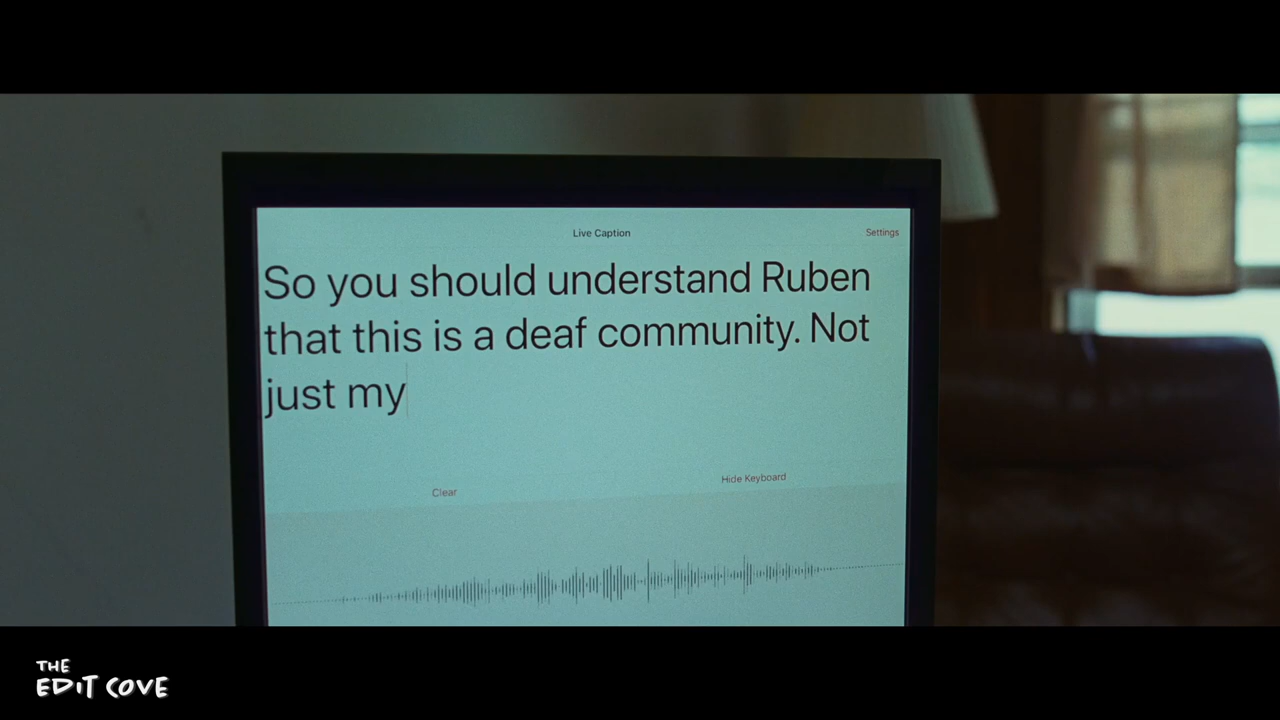 Live Caption
Settings
So you should understand Ruben
that this is a deaf community. Not
just my
Clear
Hide Keyboard
THE
EDIT COVE